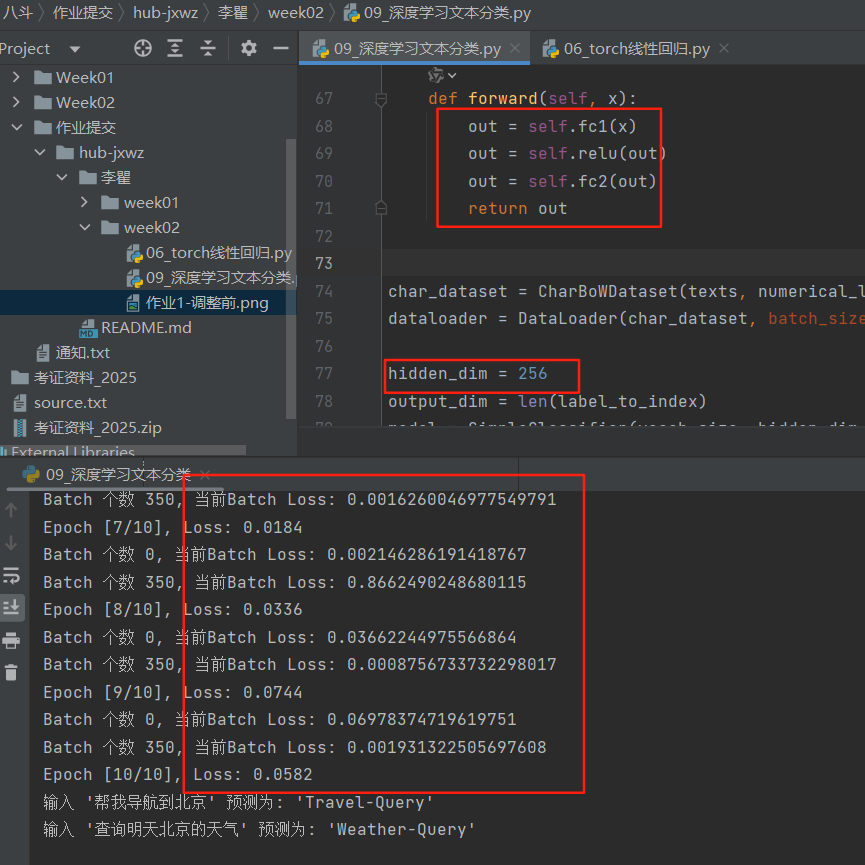 八斗 > 作业提交 > hub-jxwz > 李瞿 > week02 > 09_深度学习文本分类.py
Project
09_深度学习文本分类.py ×
06_torch线性回归.py ×
Week01
Week02
作业提交
hub-jxwz
李瞿
week01
week02
06_torch线性回归.py
09_深度学习文本分类.
作业1-调整前.png
README.md
通知.txt
考证资料_2025
source.txt
考证资料_2025.zip
External Libraries
67 def forward(self, x):
68 out = self.fc1(x)
69 out = self.relu(out)
70 out = self.fc2(out)
71 return out
72
73
74 char_dataset = CharBoWDataset(texts, numerical_l
75 dataloader = DataLoader(char_dataset, batch_size
76
77 hidden_dim = 256
78 output_dim = len(label_to_index)
79 model = SimpleClassifier(vocab_size, hidden_dim
09_深度学习文本分类 ×
Batch 个数 350, 当前Batch Loss: 0.0016260046977549791
Epoch [7/10], Loss: 0.0184
Batch 个数 0, 当前Batch Loss: 0.002146286191418767
Batch 个数 350, 当前Batch Loss: 0.8662490248680115
Epoch [8/10], Loss: 0.0336
Batch 个数 0, 当前Batch Loss: 0.03662244975566864
Batch 个数 350, 当前Batch Loss: 0.0008756733732298017
Epoch [9/10], Loss: 0.0744
Batch 个数 0, 当前Batch Loss: 0.06978374719619751
Batch 个数 350, 当前Batch Loss: 0.001931322505697608
Epoch [10/10], Loss: 0.0582
输入 '帮我导航到北京' 预测为: 'Travel-Query'
输入 '查询明天北京的天气' 预测为: 'Weather-Query'